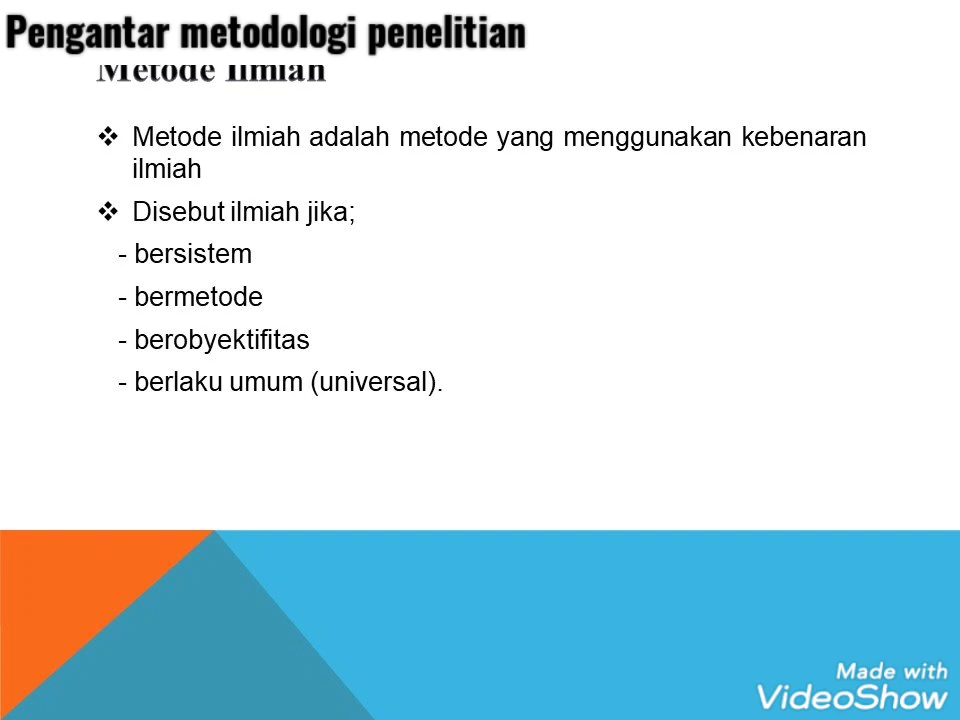 Pengantar metodologi penelitian
Metode Ilmiah
❖ Metode ilmiah adalah metode yang menggunakan kebenaran
ilmiah
❖ Disebut ilmiah jika;
- bersistem
- bermetode
- berobyektifitas
- berlaku umum (universal).
Made with
VideoShow